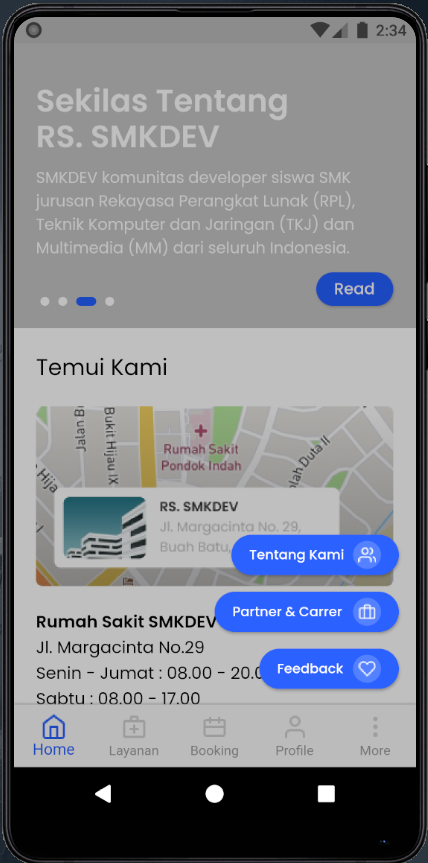 2:34
Sekilas Tentang
RS. SMKDEV
SMKDEV komunitas developer siswa SMK
jurusan Rekayasa Perangkat Lunak (RPL),
Teknik Komputer dan Jaringan (TKJ) dan
Multimedia (MM) dari seluruh Indonesia.
Read
Temui Kami
Jalan
Bukit Hijau IX
Hija
Rumah Sakit
Pondok Indah
Duta II
RS. SMKDEV
Jl. Margacinta No. 29,
Buah Batu,
Tentang Kami
Partner & Carrer
Feedback
Rumah Sakit SMKDEV
Jl. Margacinta No.29
Senin - Jumat : 08.00 - 20.0
Sabtu : 08.00 - 17.00
Home
Layanan
Booking
Profile
More